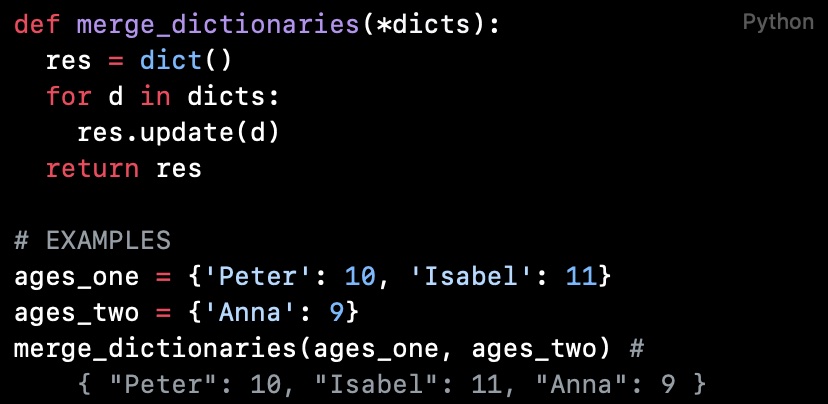 def merge_dictionaries(*dicts): Python
  res = dict()
  for d in dicts:
    res.update(d)
  return res

# EXAMPLES
ages_one = {'Peter': 10, 'Isabel': 11}
ages_two = {'Anna': 9}
merge_dictionaries(ages_one, ages_two) #
    { "Peter": 10, "Isabel": 11, "Anna": 9 }